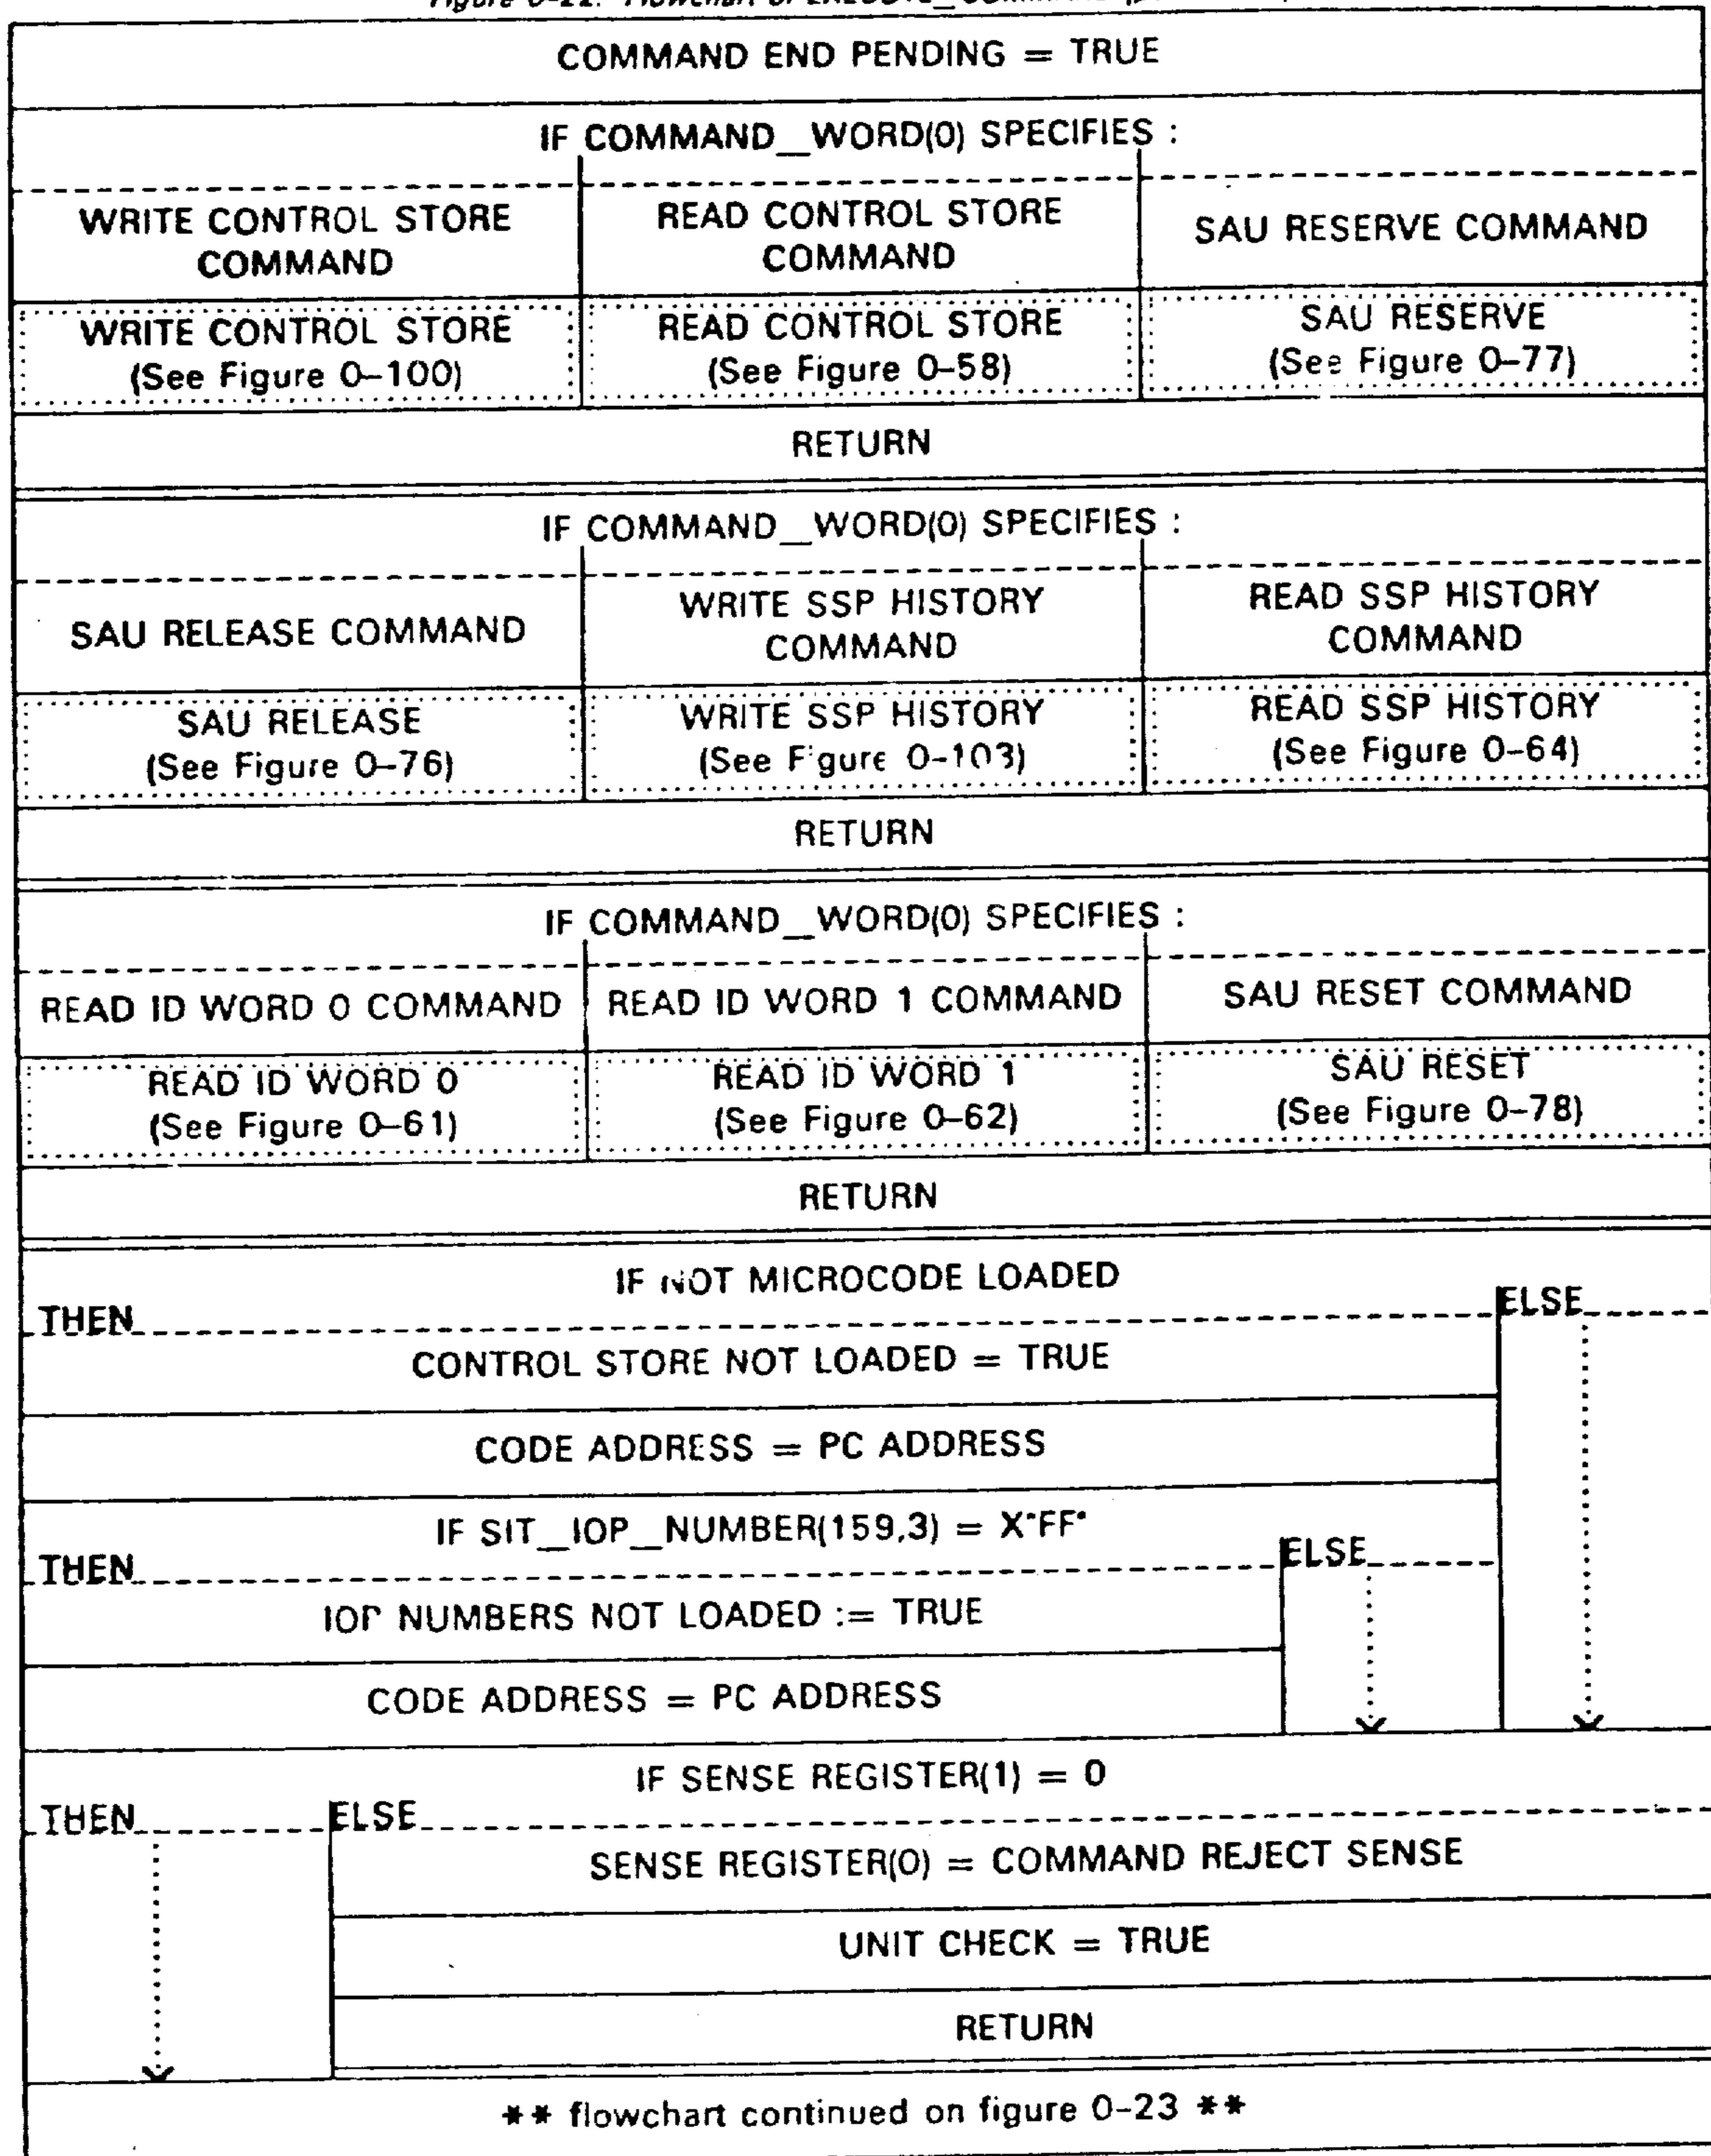 COMMAND END PENDING = TRUE
IF COMMAND__WORD(0) SPECIFIES :
WRITE CONTROL STORE
COMMAND
READ CONTROL STORE
COMMAND
SAU RESERVE COMMAND
WRITE CONTROL STORE
(See Figure 0-100)
READ CONTROL STORE
(See Figure 0-58)
SAU RESERVE
(See Figure 0-77)
RETURN
IF COMMAND__WORD(0) SPECIFIES :
SAU RELEASE COMMAND
WRITE SSP HISTORY
COMMAND
READ SSP HISTORY
COMMAND
SAU RELEASE
(See Figure 0-76)
WRITE SSP HISTORY
(See Figure 0-103)
READ SSP HISTORY
(See Figure 0-64)
RETURN
IF COMMAND__WORD(0) SPECIFIES :
READ ID WORD 0 COMMAND
READ ID WORD 1 COMMAND
SAU RESET COMMAND
READ ID WORD 0
(See Figure 0-61)
READ ID WORD 1
(See Figure 0-62)
SAU RESET
(See Figure 0-78)
RETURN
IF NOT MICROCODE LOADED
THEN
ELSE
CONTROL STORE NOT LOADED = TRUE
CODE ADDRESS = PC ADDRESS
IF SIT__IOP__NUMBER(159,3) = X"FF"
THEN
ELSE
IOP NUMBERS NOT LOADED := TRUE
CODE ADDRESS = PC ADDRESS
IF SENSE REGISTER(1) = 0
THEN
ELSE
SENSE REGISTER(0) = COMMAND REJECT SENSE
UNIT CHECK = TRUE
RETURN
** flowchart continued on figure 0-23 **